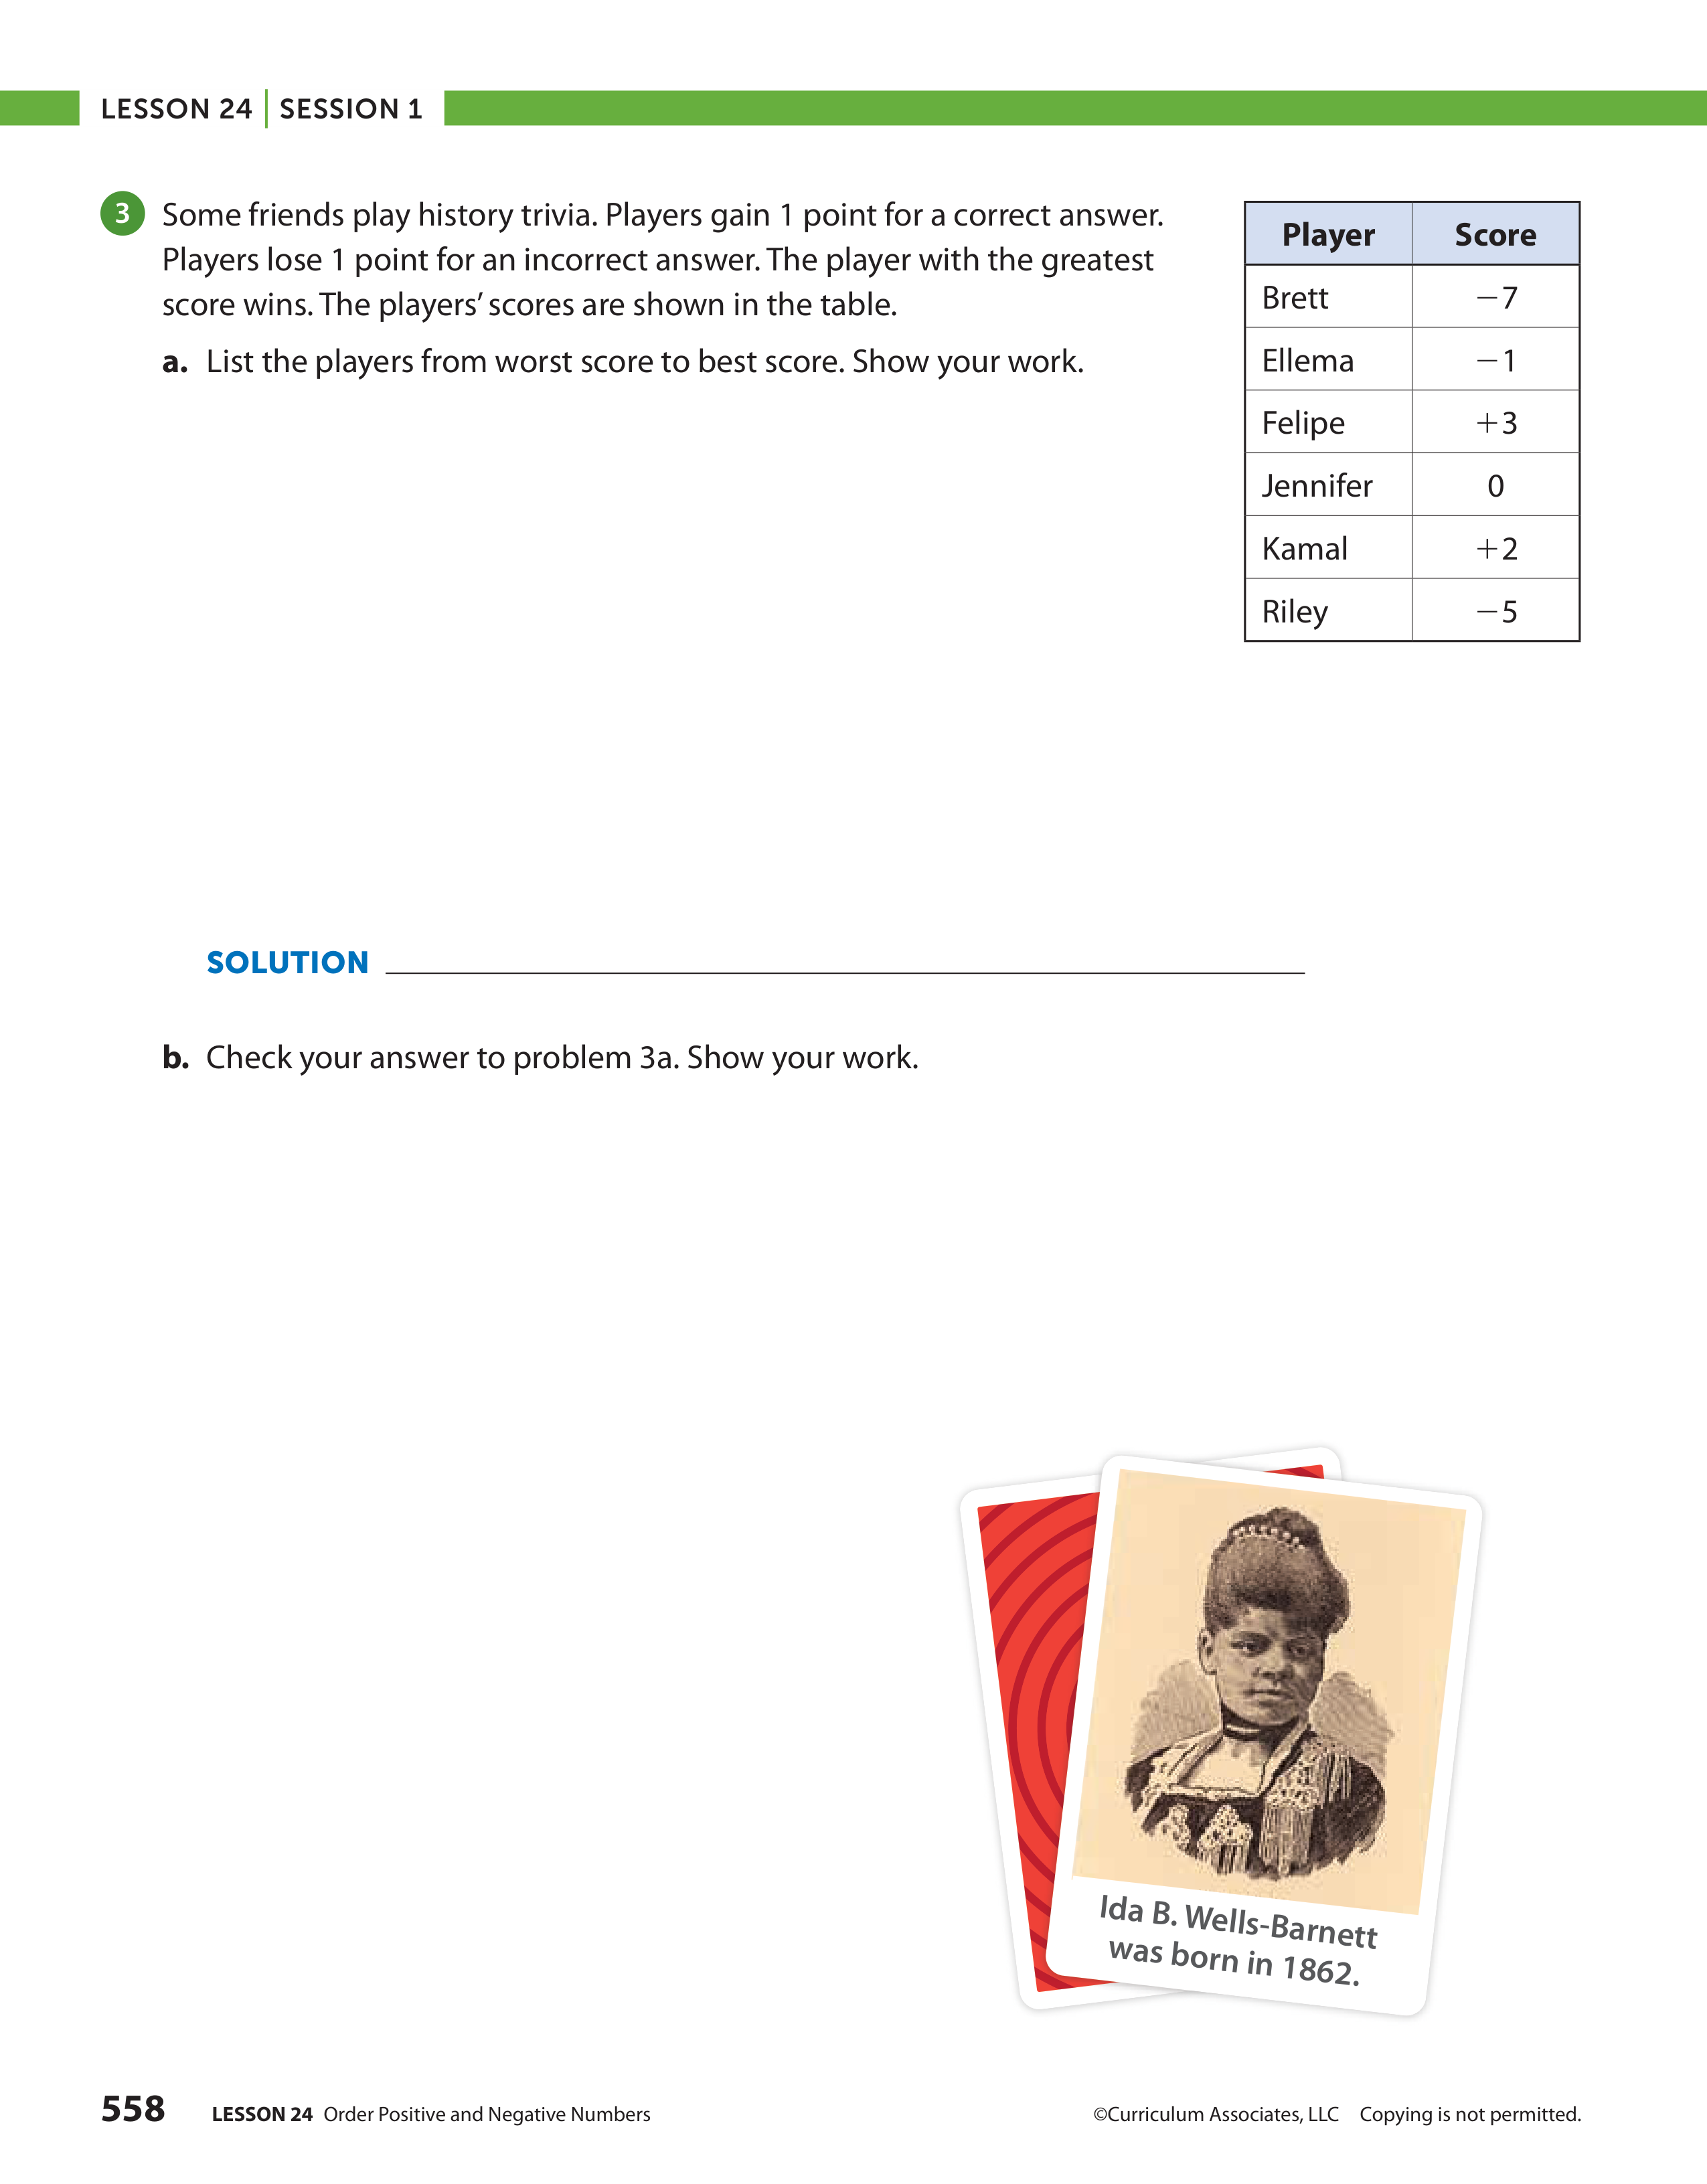 LESSON 24 | SESSION 1
3 Some friends play history trivia. Players gain 1 point for a correct answer.
Players lose 1 point for an incorrect answer. The player with the greatest
score wins. The players’ scores are shown in the table.
a. List the players from worst score to best score. Show your work.
Player Score
Brett −7
Ellema −1
Felipe +3
Jennifer 0
Kamal +2
Riley −5
SOLUTION
b. Check your answer to problem 3a. Show your work.
Ida B. Wells-Barnett
was born in 1862.
558 LESSON 24 Order Positive and Negative Numbers ©Curriculum Associates, LLC Copying is not permitted.